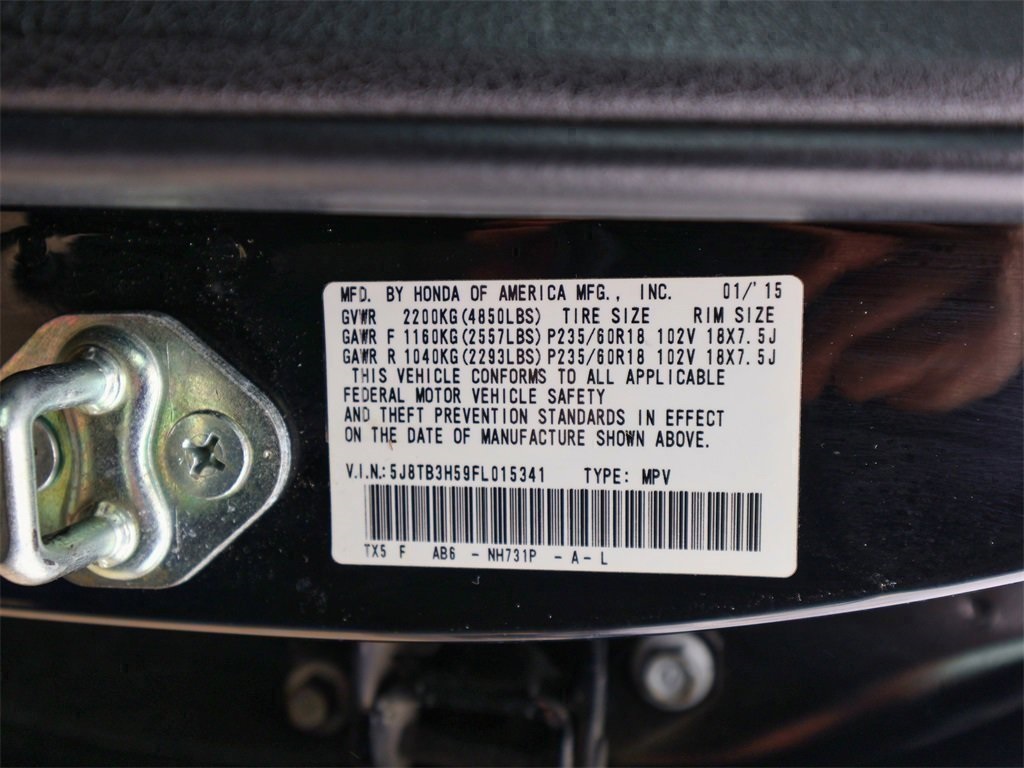 MFD. BY HONDA OF AMERICA MFG., INC. 01/'15
GVWR 2200KG(4850LBS) TIRE SIZE RIM SIZE
GAWR F 1160KG(2557LBS) P235/60R18 102V 18X7.5J
GAWR R 1040KG(2293LBS) P235/60R18 102V 18X7.5J
THIS VEHICLE CONFORMS TO ALL APPLICABLE
FEDERAL MOTOR VEHICLE SAFETY
AND THEFT PREVENTION STANDARDS IN EFFECT
ON THE DATE OF MANUFACTURE SHOWN ABOVE.
V.I.N.: 5J8TB3H59FL015341 TYPE: MPV
TX5 F AB6 - NH731P - A - L